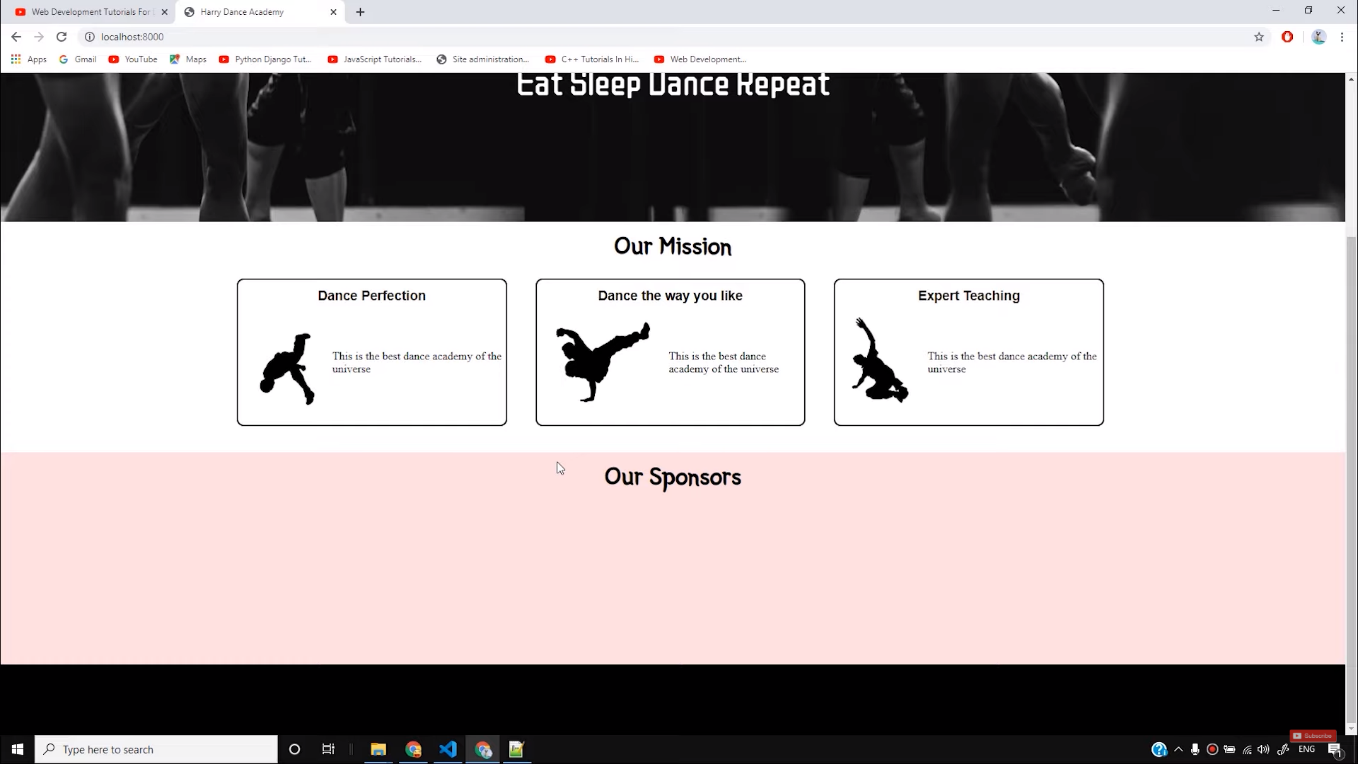 Web Development Tutorials For
Harry Dance Academy
localhost:8000
Apps
Gmail
YouTube
Maps
Python Django Tut...
JavaScript Tutorials...
Site administration...
C++ Tutorials In Hi...
Web Development...
Eat Sleep Dance Repeat
Our Mission
Dance Perfection
This is the best dance academy of the
universe
Dance the way you like
This is the best dance
academy of the universe
Expert Teaching
This is the best dance academy of the
universe
Our Sponsors
Subscribe
Type here to search
ENG
1